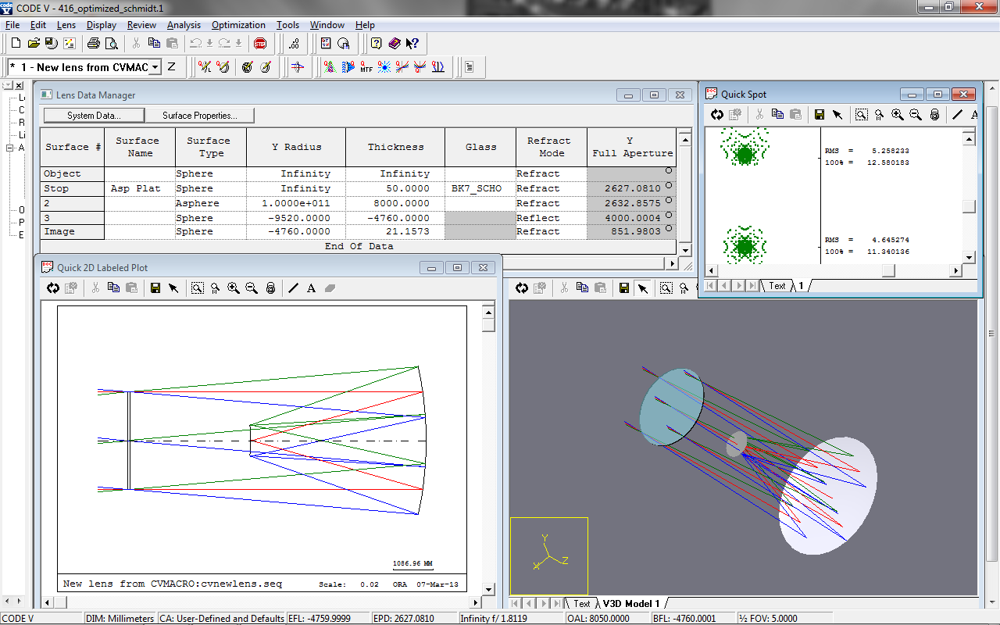 CODE V - 416_optimized_schmidt.1
File Edit Lens Display Review Analysis Optimization Tools Window Help
* 1 - New lens from CVMAC
Lens Data Manager
System Data... Surface Properties...
Surface # Surface Name Surface Type Y Radius Thickness Glass Refract Mode Y Full Aperture
Object Sphere Infinity Infinity Refract
Stop Asp Plat Sphere Infinity 50.0000 BK7_SCHO Refract 2627.0810
2 Asphere 1.0000e+011 8000.0000 Refract 2632.8575
3 Sphere -9520.0000 -4760.0000 Reflect 4000.0004
Image Sphere -4760.0000 21.1573 Refract 851.9803
End Of Data
Quick Spot
RMS = 5.258233
100% = 12.580183
RMS = 4.645274
100% = 11.340136
Text 1
Quick 2D Labeled Plot
1086.96 MM
New lens from CVMACRO:cvnewlens.seq Scale: 0.02 ORA 07-Mar-13
Y
X Z
Text V3D Model 1
CODE V DIM: Millimeters CA: User-Defined and Defaults EFL: -4759.9999 EPD: 2627.0810 Infinity f/ 1.8119 OAL: 8050.0000 BFL: -4760.0001 ½ FOV: 5.0000